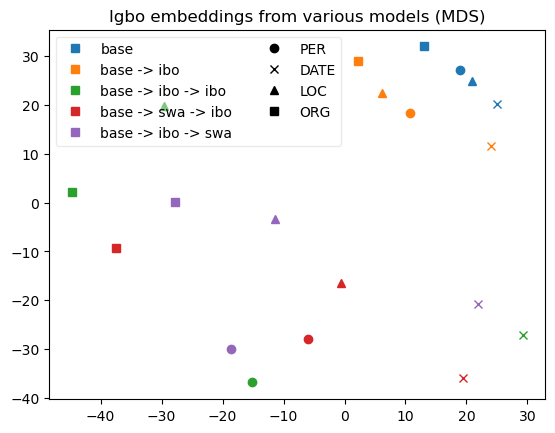 Igbo embeddings from various models (MDS)
base
base -> ibo
base -> ibo -> ibo
base -> swa -> ibo
base -> ibo -> swa
PER
DATE
LOC
ORG
30
20
10
0
−10
−20
−30
−40
−40 −30 −20 −10 0 10 20 30